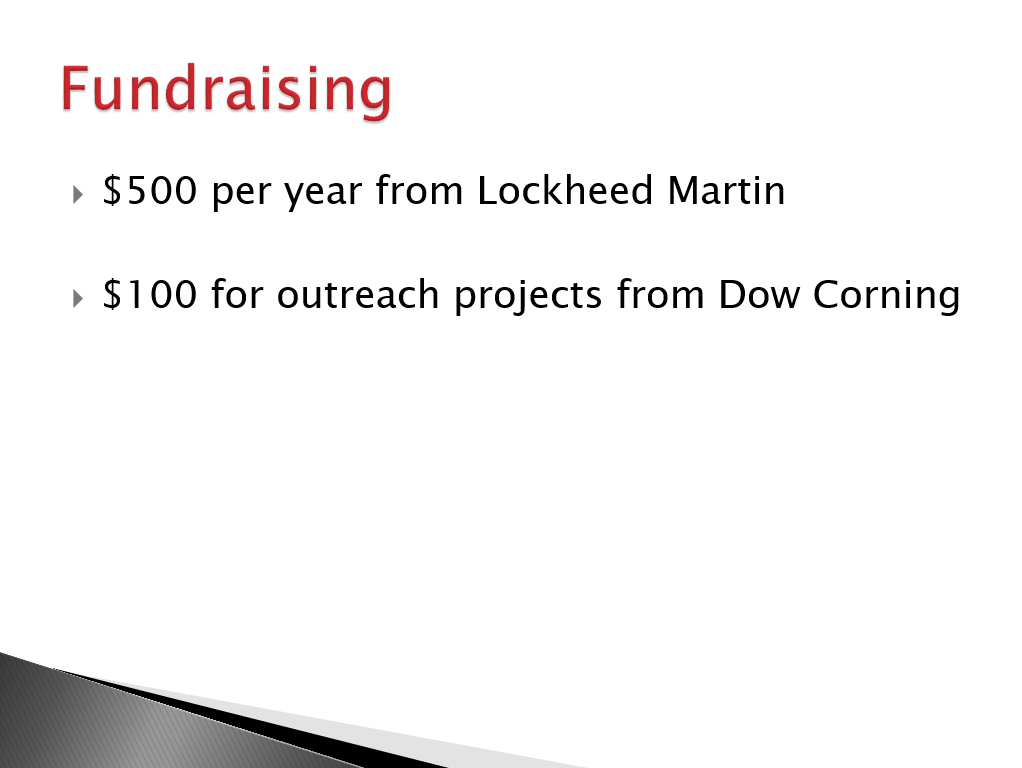 Fundraising
$500 per year from Lockheed Martin
$100 for outreach projects from Dow Corning